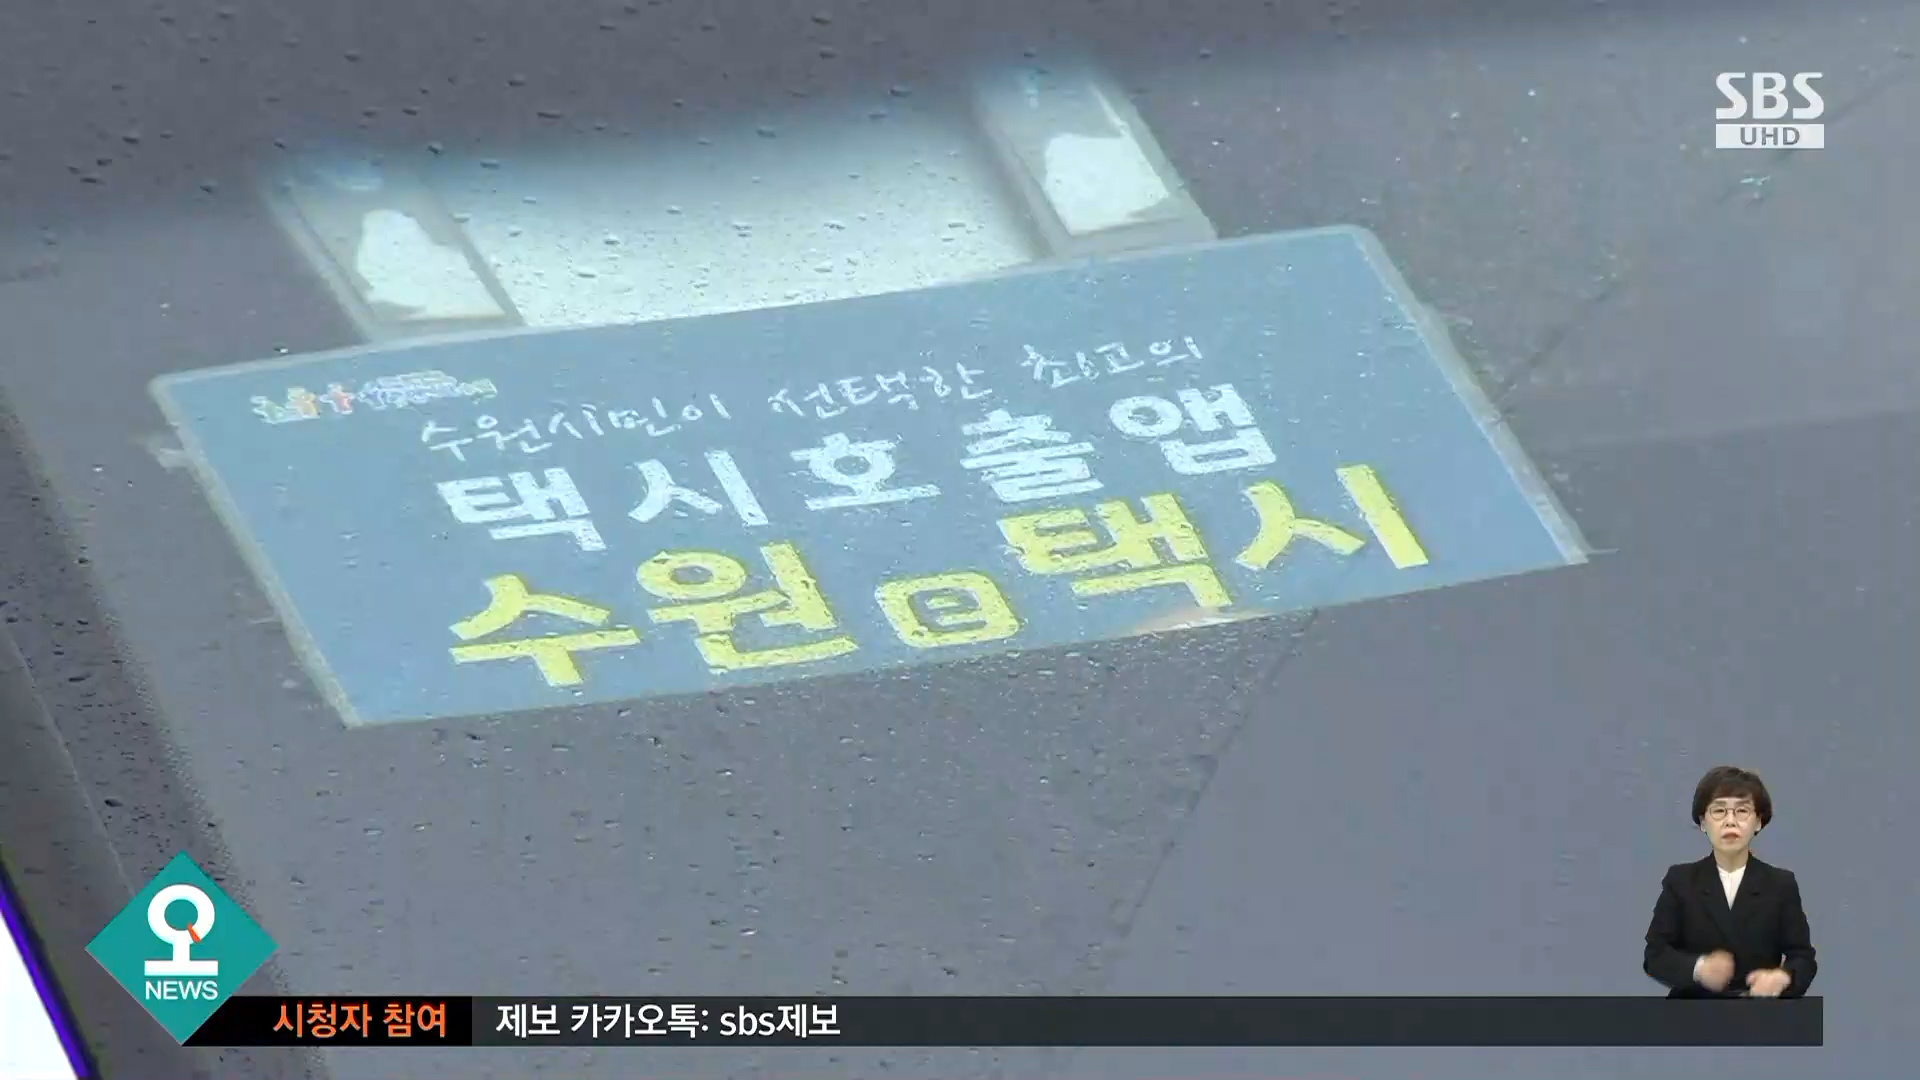 SBS
UHD
수원시민이 선택한 최고의
택시호출앱
수원e택시
오
NEWS
시청자 참여
제보 카카오톡: sbs제보